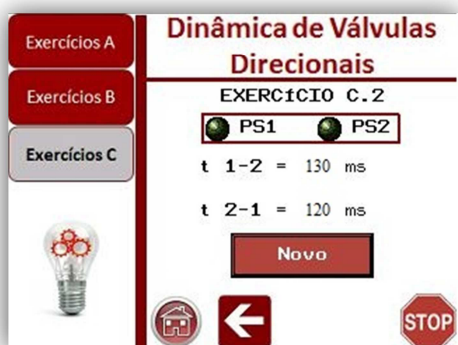 Exercícios A
Exercícios B
Exercícios C
Dinâmica de Válvulas
Direcionais
EXERCíCIO C.2
PS1 PS2
t 1-2 = 130 ms
t 2-1 = 120 ms
Novo
STOP